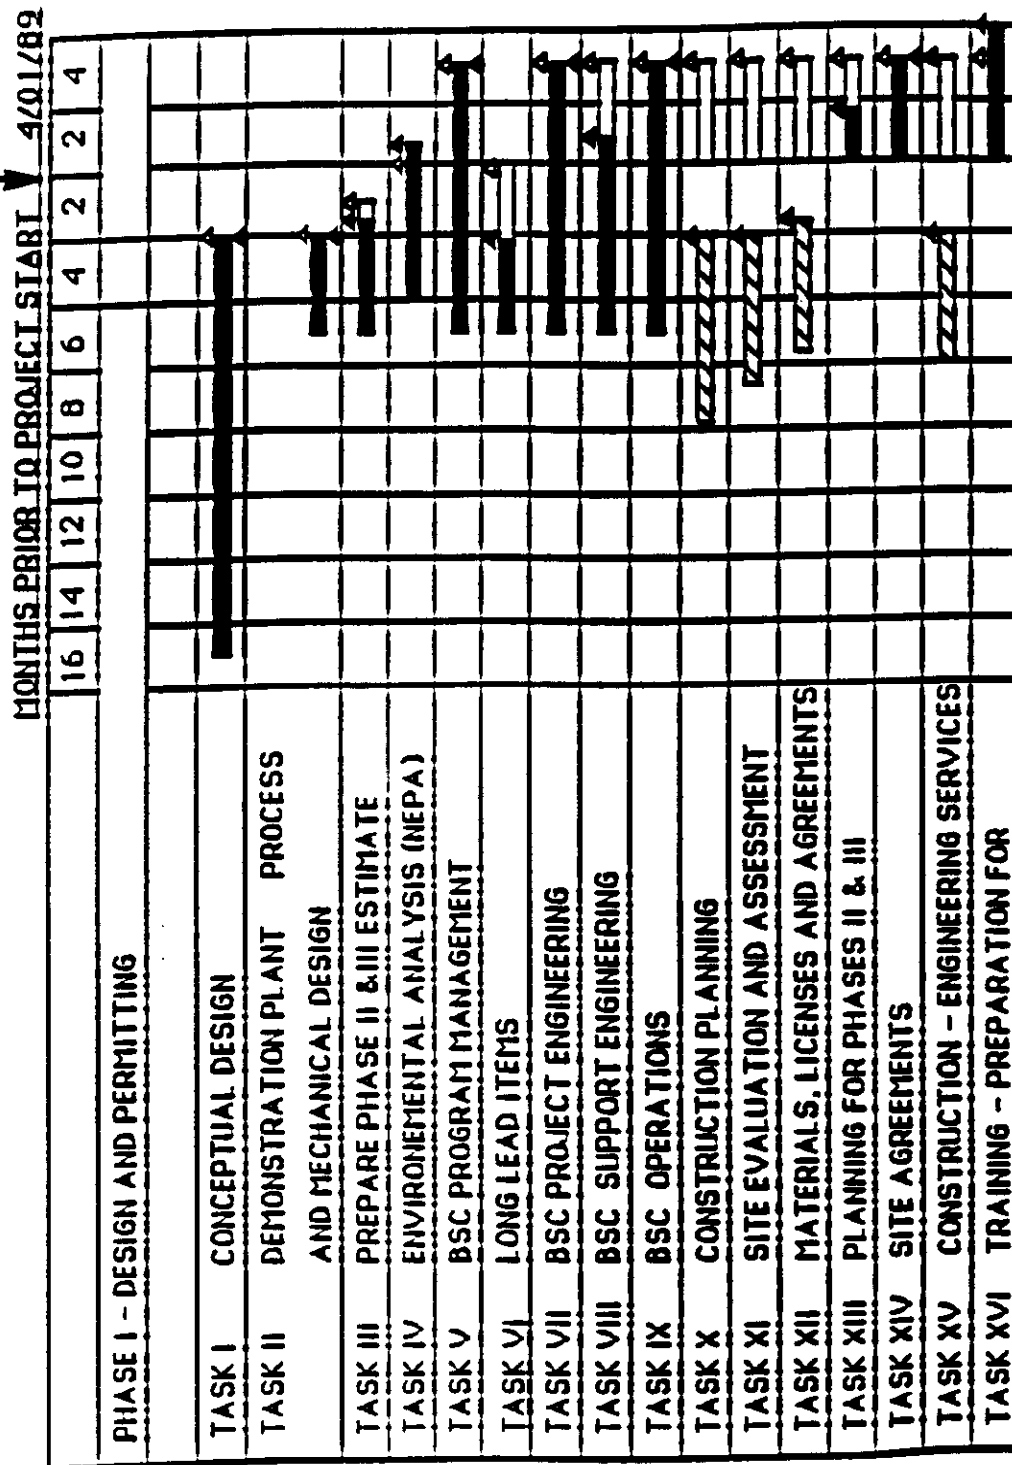 MONTHS PRIOR TO PROJECT START 4/01/89
16 14 12 10 8 6 4 2 2 4
PHASE I - DESIGN AND PERMITTING
TASK I CONCEPTUAL DESIGN
TASK II DEMONSTRATION PLANT PROCESS
AND MECHANICAL DESIGN
TASK III PREPARE PHASE II & III ESTIMATE
TASK IV ENVIRONEMENTAL ANALYSIS (NEPA)
TASK V BSC PROGRAM MANAGEMENT
TASK VI LONG LEAD ITEMS
TASK VII BSC PROJECT ENGINEERING
TASK VIII BSC SUPPORT ENGINEERING
TASK IX BSC OPERATIONS
TASK X CONSTRUCTION PLANNING
TASK XI SITE EVALUATION AND ASSESSMENT
TASK XII MATERIALS, LICENSES AND AGREEMENTS
TASK XIII PLANNING FOR PHASES II & III
TASK XIV SITE AGREEMENTS
TASK XV CONSTRUCTION - ENGINEERING SERVICES
TASK XVI TRAINING - PREPARATION FOR